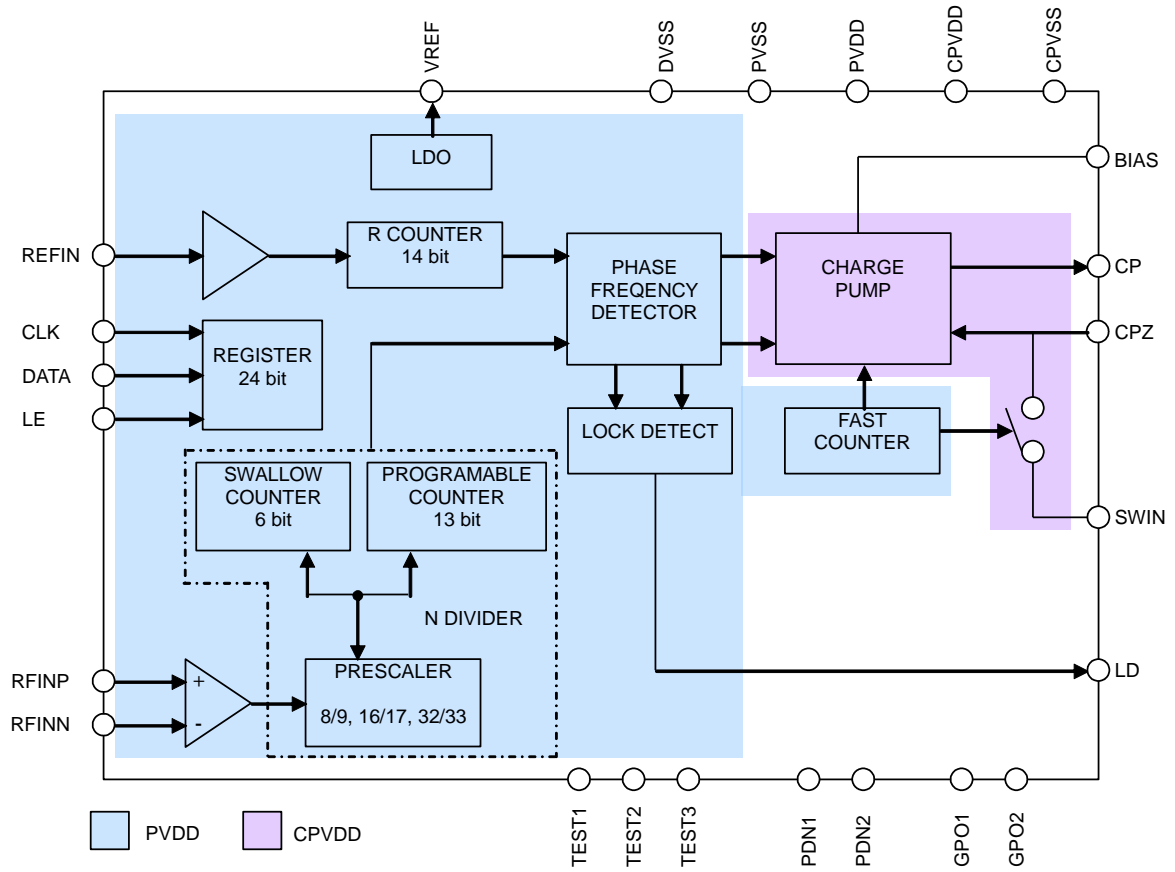 VREF
DVSS
PVSS
PVDD
CPVDD
CPVSS
LDO
BIAS
REFIN
R COUNTER
14 bit
PHASE
FREQENCY
DETECTOR
CHARGE
PUMP
CP
CLK
DATA
LE
REGISTER
24 bit
CPZ
LOCK DETECT
FAST
COUNTER
SWALLOW
COUNTER
6 bit
PROGRAMABLE
COUNTER
13 bit
SWIN
N DIVIDER
RFINP
RFINN
+
-
PRESCALER
8/9, 16/17, 32/33
LD
TEST1
TEST2
TEST3
PDN1
PDN2
GPO1
GPO2
PVDD
CPVDD